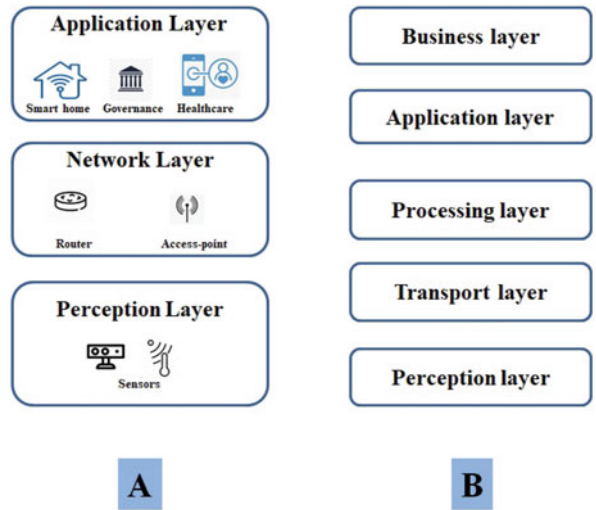 Application Layer
Smart home Governance Healthcare
Network Layer
Router Access-point
Perception Layer
Sensors
A
Business layer
Application layer
Processing layer
Transport layer
Perception layer
B